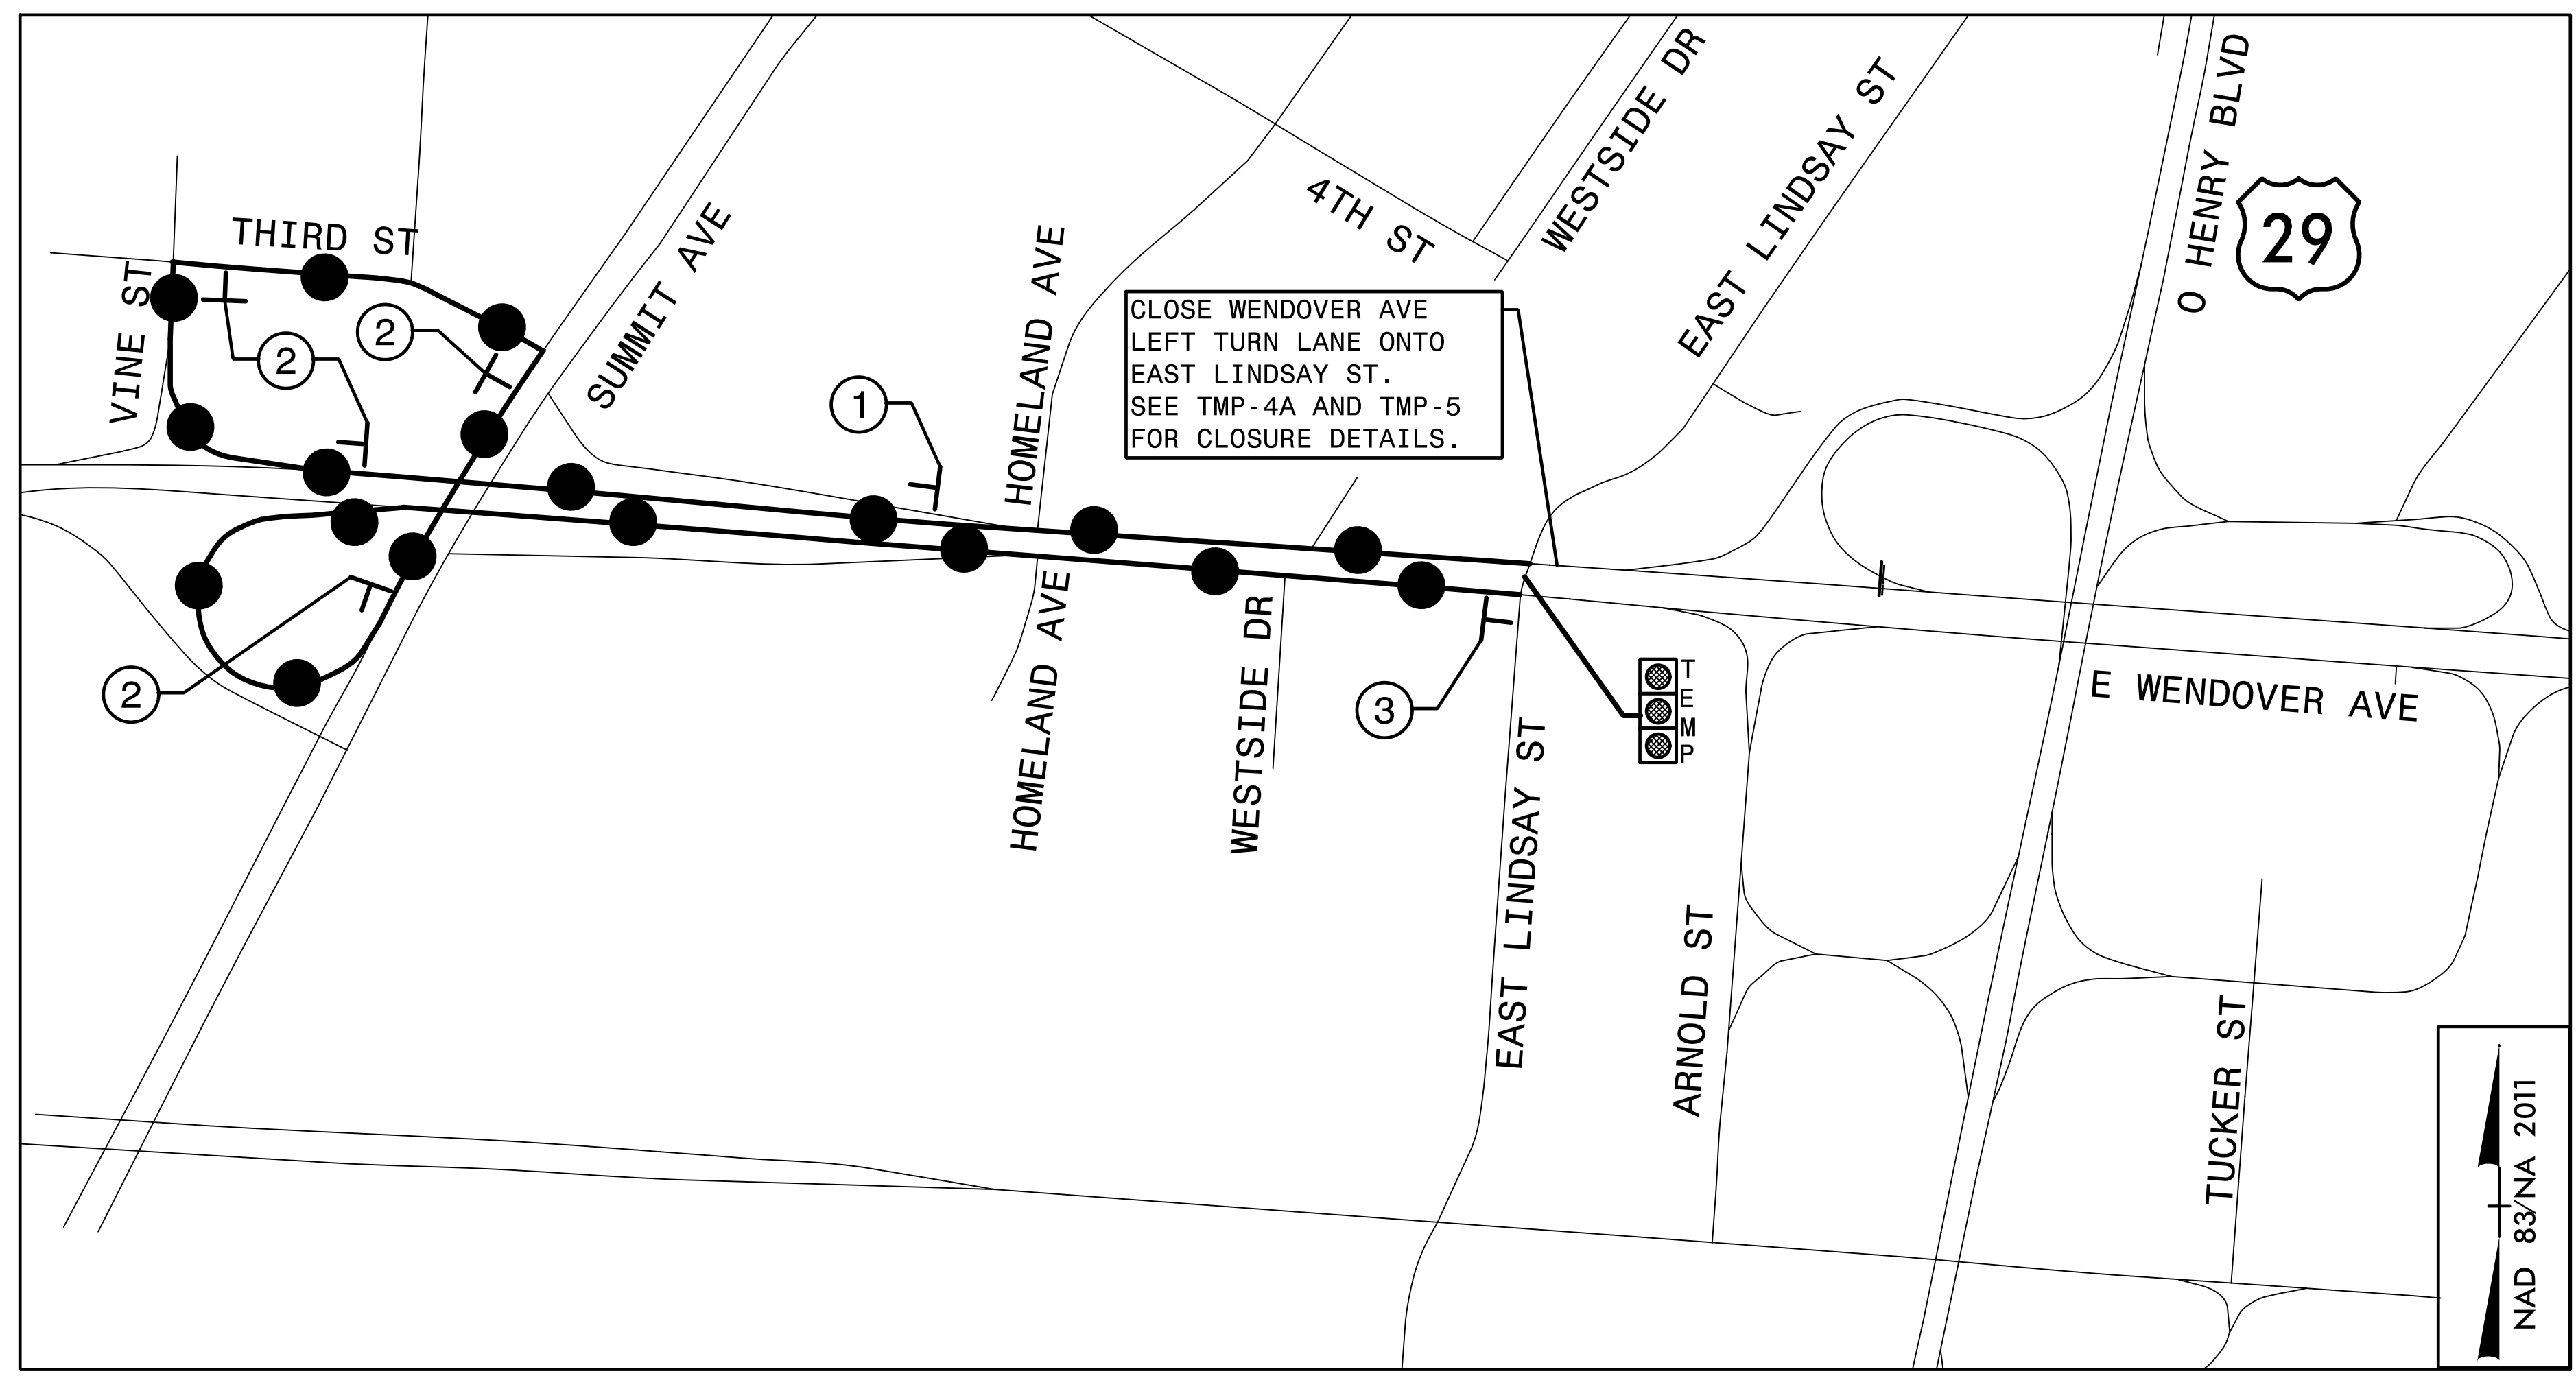 THIRD ST
VINE ST
2
2
SUMMIT AVE
1
HOMELAND AVE
4TH ST
WESTSIDE DR
EAST LINDSAY ST
O HENRY BLVD
29
CLOSE WENDOVER AVE
LEFT TURN LANE ONTO
EAST LINDSAY ST.
SEE TMP-4A AND TMP-5
FOR CLOSURE DETAILS.
2
HOMELAND AVE
WESTSIDE DR
3
EAST LINDSAY ST
TEMP
E WENDOVER AVE
ARNOLD ST
TUCKER ST
NAD 83/NA 2011